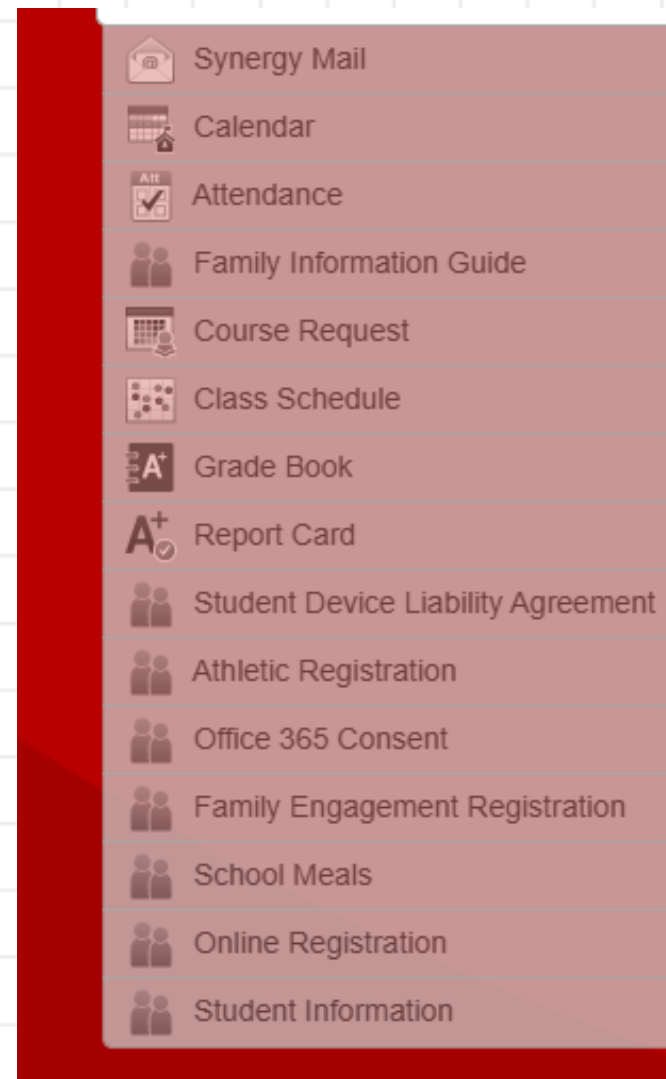 Synergy Mail
Calendar
Att
Attendance
Family Information Guide
Course Request
Class Schedule
A+
Grade Book
A+
Report Card
Student Device Liability Agreement
Athletic Registration
Office 365 Consent
Family Engagement Registration
School Meals
Online Registration
Student Information